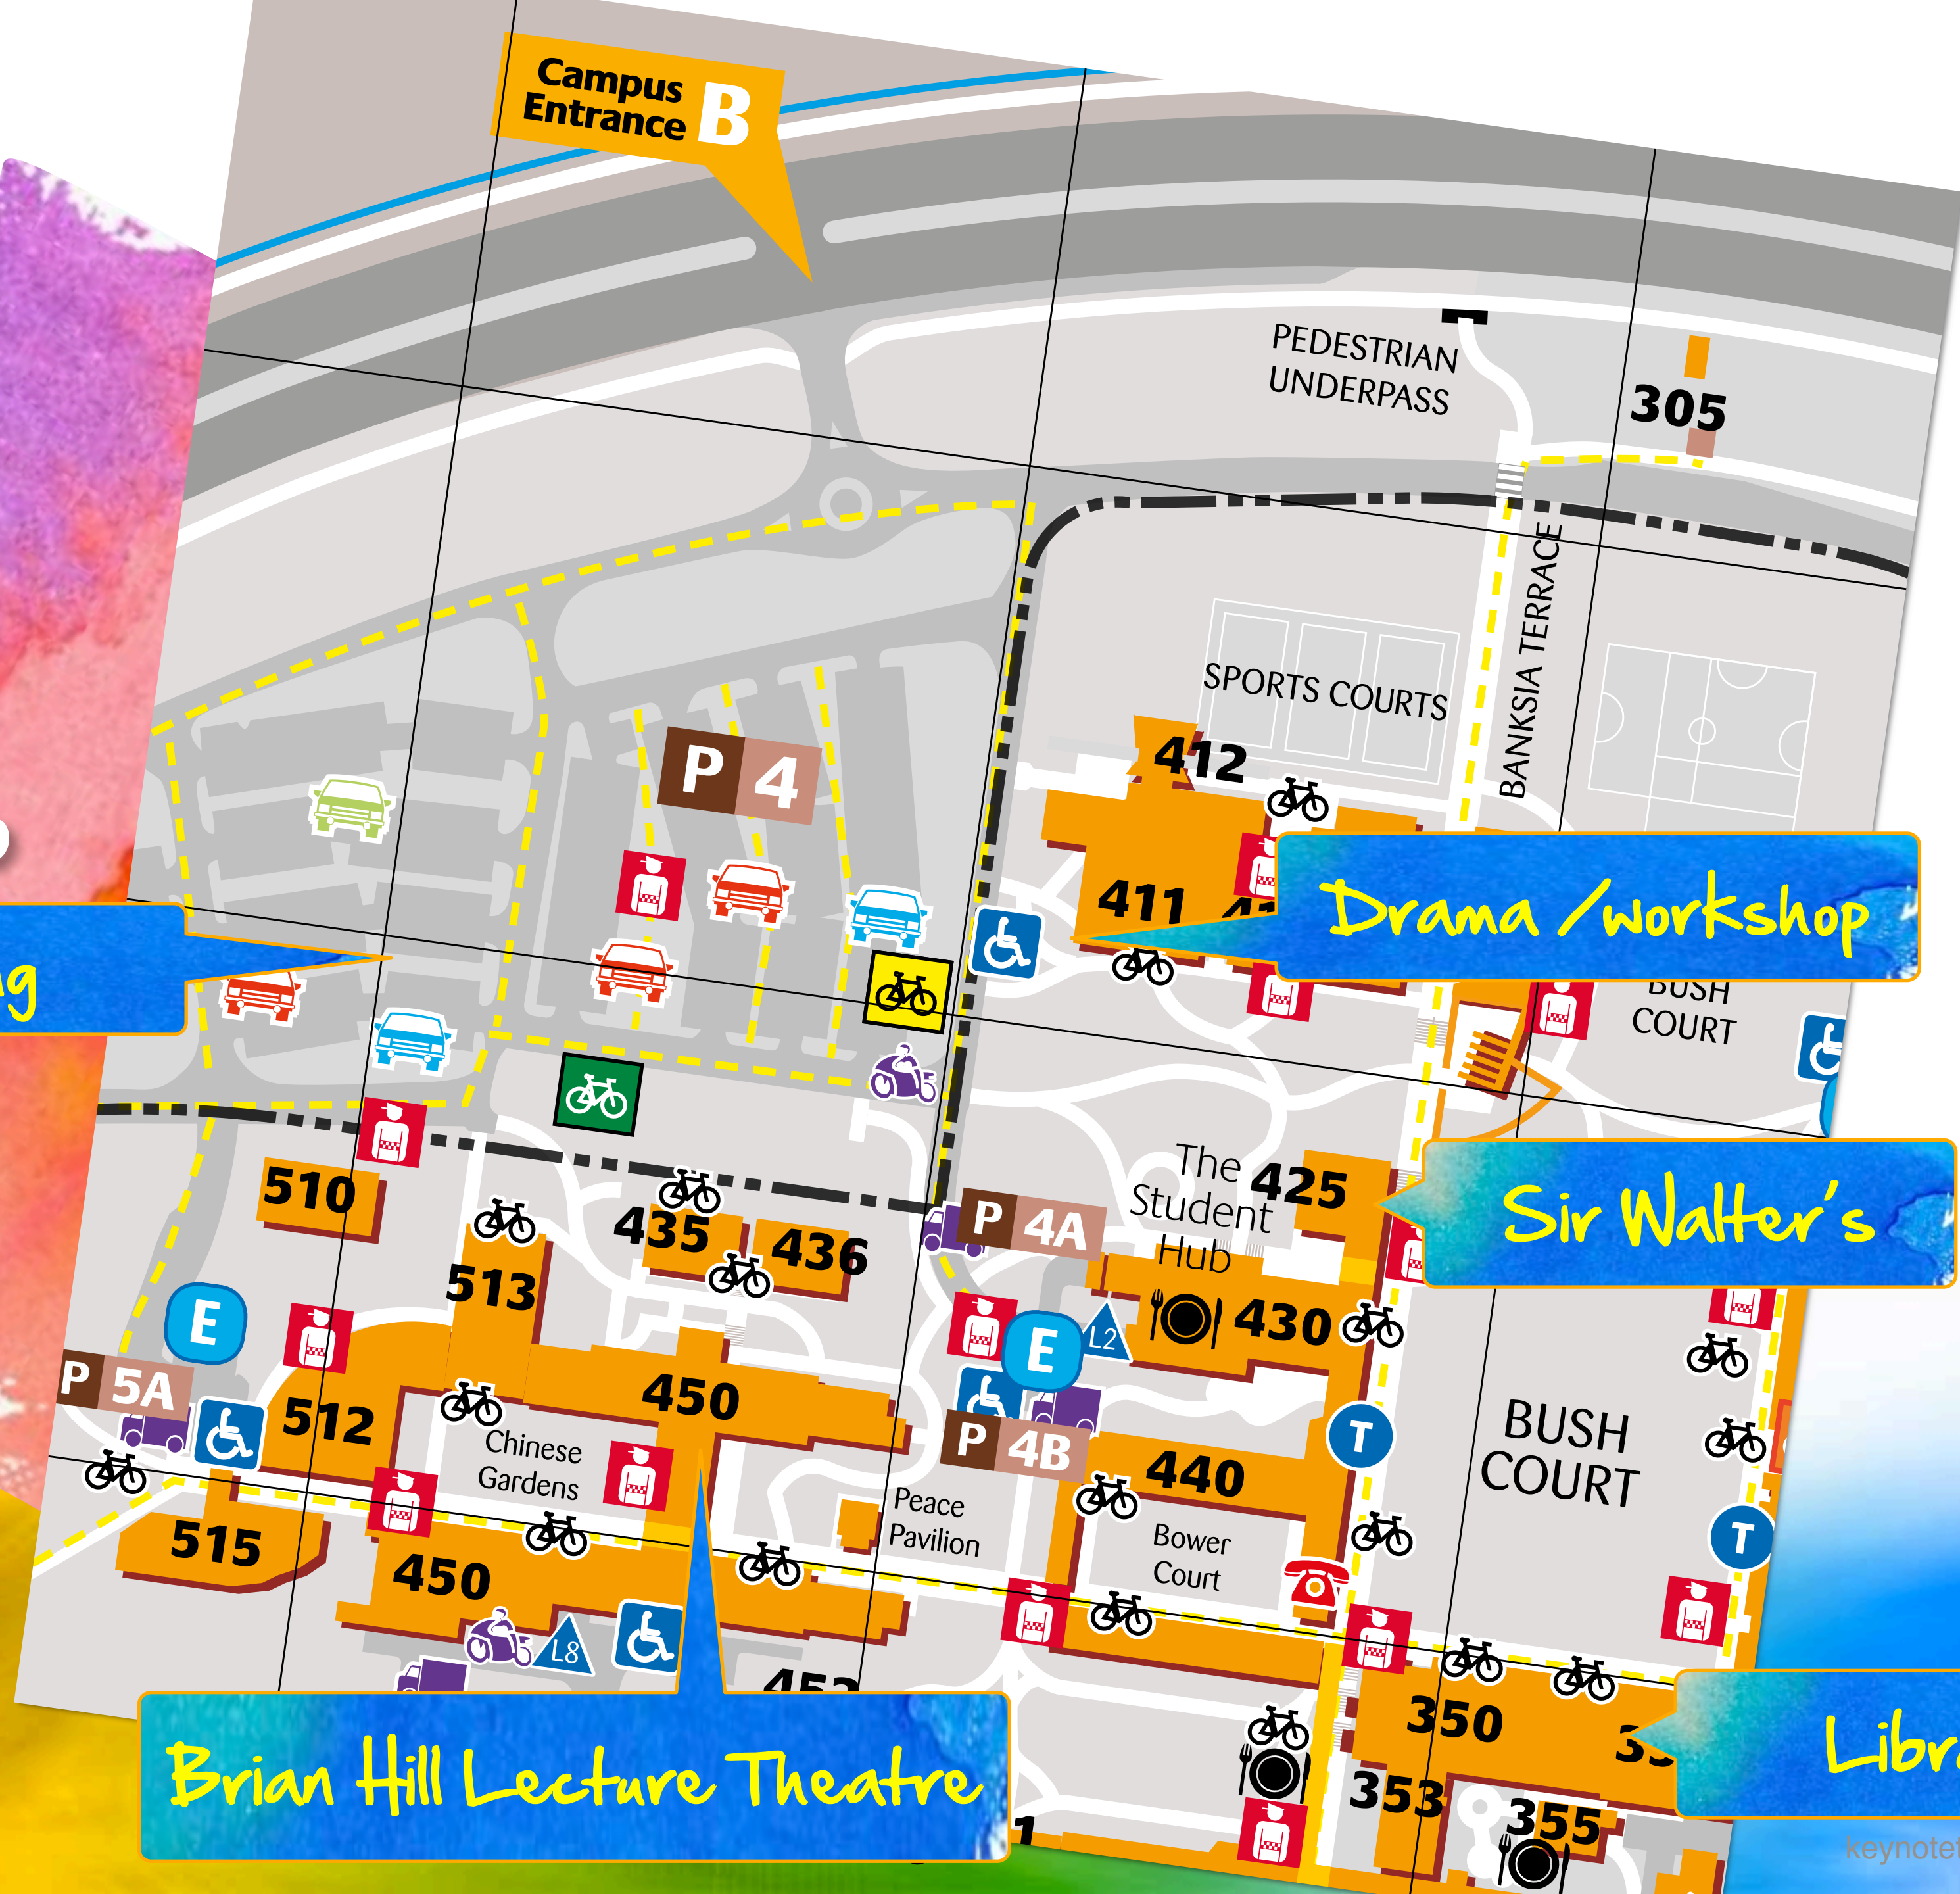 Campus
Entrance B
PEDESTRIAN
UNDERPASS
305
BANKSIA TERRACE
SPORTS COURTS
412
P 4
411
Drama /workshop
BUSH
COURT
The
Student
Hub
425
Sir Walter's
510
435
436
P 4A
513
430
E
E
L2
P 5A
512
450
T
BUSH
COURT
Chinese
Gardens
P 4B
440
Peace
Pavilion
Bower
Court
T
515
450
L8
350
353
355
Brian Hill Lecture Theatre